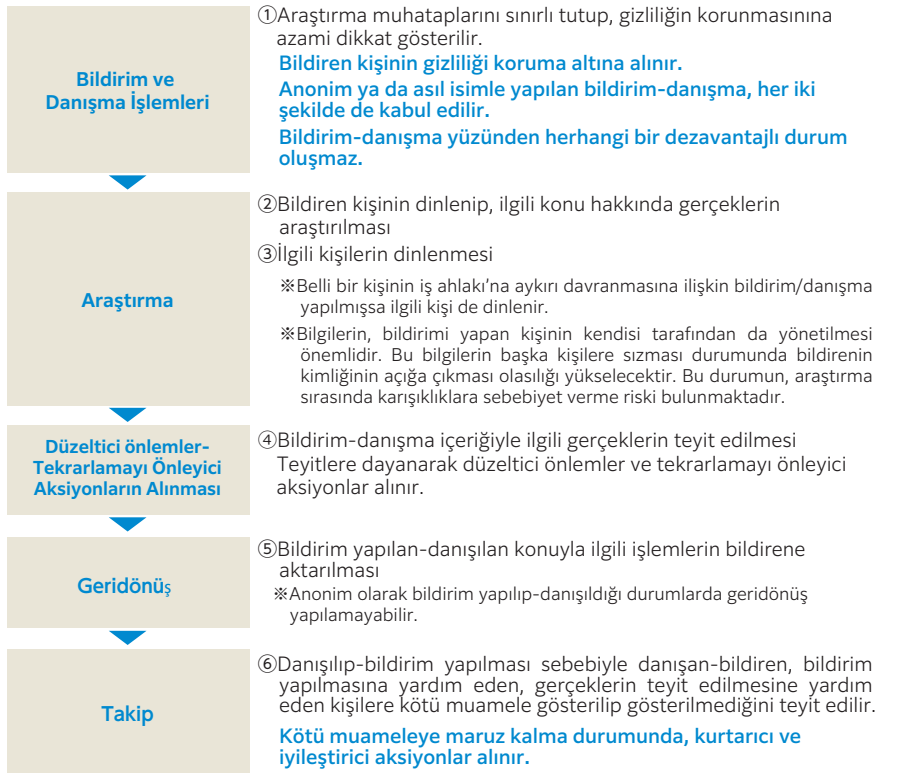 Bildirim ve
Danışma İşlemleri
①Araştırma muhataplarını sınırlı tutup, gizliliğin korunmasınına
azami dikkat gösterilir.
Bildiren kişinin gizliliği koruma altına alınır.
Anonim ya da asıl isimle yapılan bildirim-danışma, her iki
şekilde de kabul edilir.
Bildirim-danışma yüzünden herhangi bir dezavantajlı durum
oluşmaz.
Araştırma
②Bildiren kişinin dinlenip, ilgili konu hakkında gerçeklerin
araştırılması
③İlgili kişilerin dinlenmesi
※Belli bir kişinin iş ahlakı’na aykırı davranmasına ilişkin bildirim/danışma
yapılmışsa ilgili kişi de dinlenir.
※Bilgilerin, bildirimi yapan kişinin kendisi tarafından da yönetilmesi
önemlidir. Bu bilgilerin başka kişilere sızması durumunda bildirenin
kimliğinin açığa çıkması olasılığı yükselecektir. Bu durumun, araştırma
sırasında karışıklıklara sebebiyet verme riski bulunmaktadır.
Düzeltici önlemler-
Tekrarlamayı Önleyici
Aksiyonların Alınması
④Bildirim-danışma içeriğiyle ilgili gerçeklerin teyit edilmesi
Teyitlere dayanarak düzeltici önlemler ve tekrarlamayı önleyici
aksiyonlar alınır.
Geridönüş
⑤Bildirim yapılan-danışılan konuyla ilgili işlemlerin bildirene
aktarılması
※Anonim olarak bildirim yapılıp-danışıldığı durumlarda geridönüş
yapılamayabilir.
Takip
⑥Danışılıp-bildirim yapılması sebebiyle danışan-bildiren, bildirim
yapılmasına yardım eden, gerçeklerin teyit edilmesine yardım
eden kişilere kötü muamele gösterilip gösterilmediğini teyit edilir.
Kötü muameleye maruz kalma durumunda, kurtarıcı ve
iyileştirici aksiyonlar alınır.